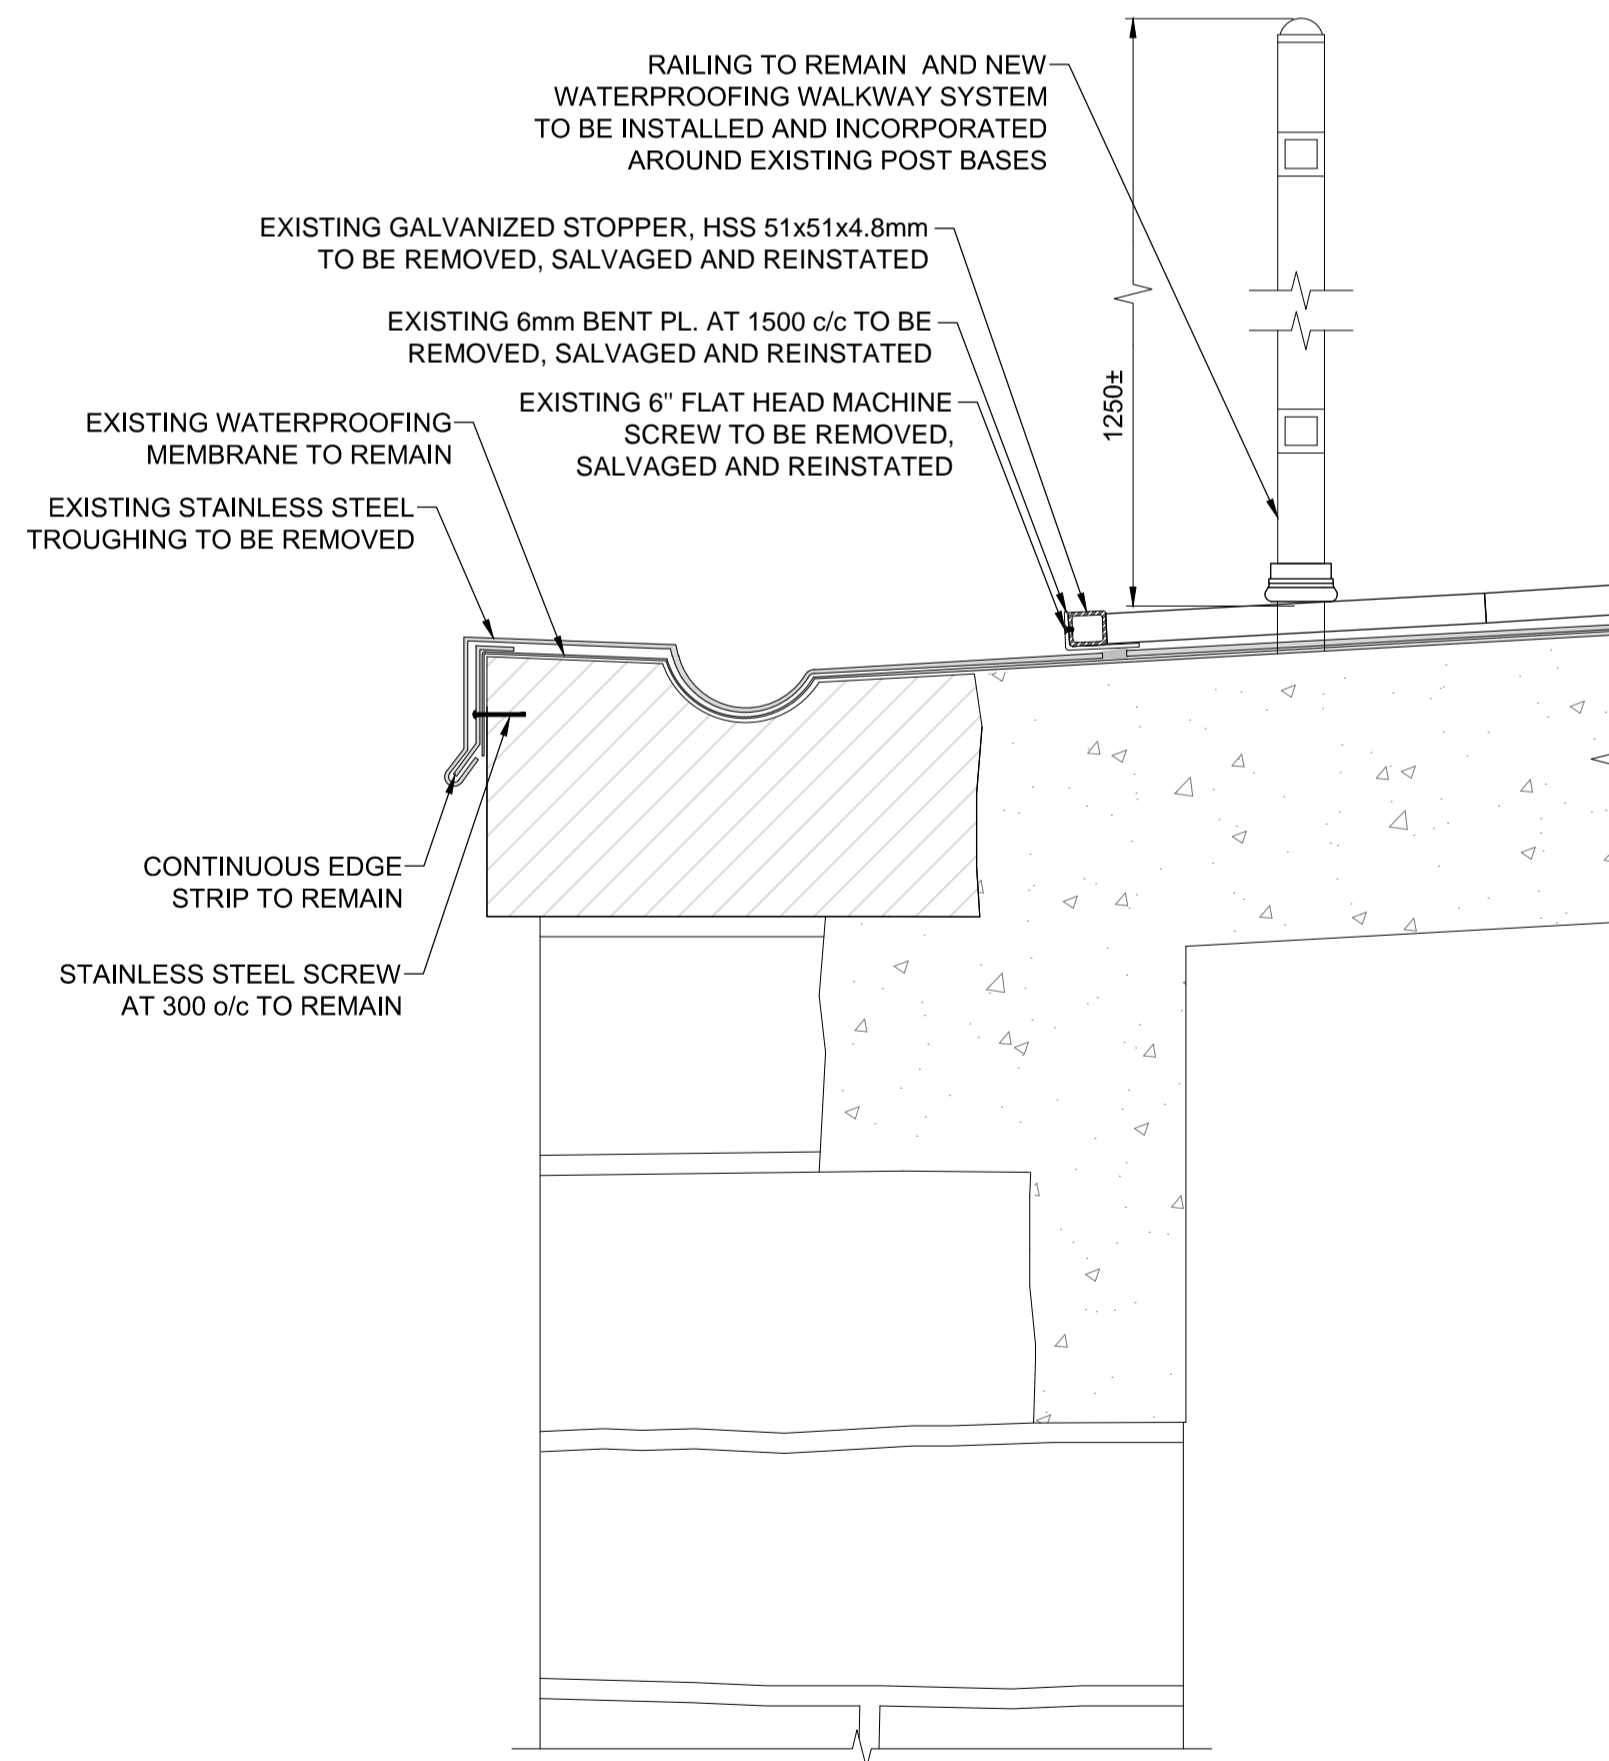 RAILING TO REMAIN AND NEW
WATERPROOFING WALKWAY SYSTEM
TO BE INSTALLED AND INCORPORATED
AROUND EXISTING POST BASES
EXISTING GALVANIZED STOPPER, HSS 51x51x4.8mm
TO BE REMOVED, SALVAGED AND REINSTATED
EXISTING 6mm BENT PL. AT 1500 c/c TO BE
REMOVED, SALVAGED AND REINSTATED
EXISTING 6" FLAT HEAD MACHINE
SCREW TO BE REMOVED,
SALVAGED AND REINSTATED
1250±
EXISTING WATERPROOFING
MEMBRANE TO REMAIN
EXISTING STAINLESS STEEL
TROUGHING TO BE REMOVED
CONTINUOUS EDGE
STRIP TO REMAIN
STAINLESS STEEL SCREW
AT 300 o/c TO REMAIN